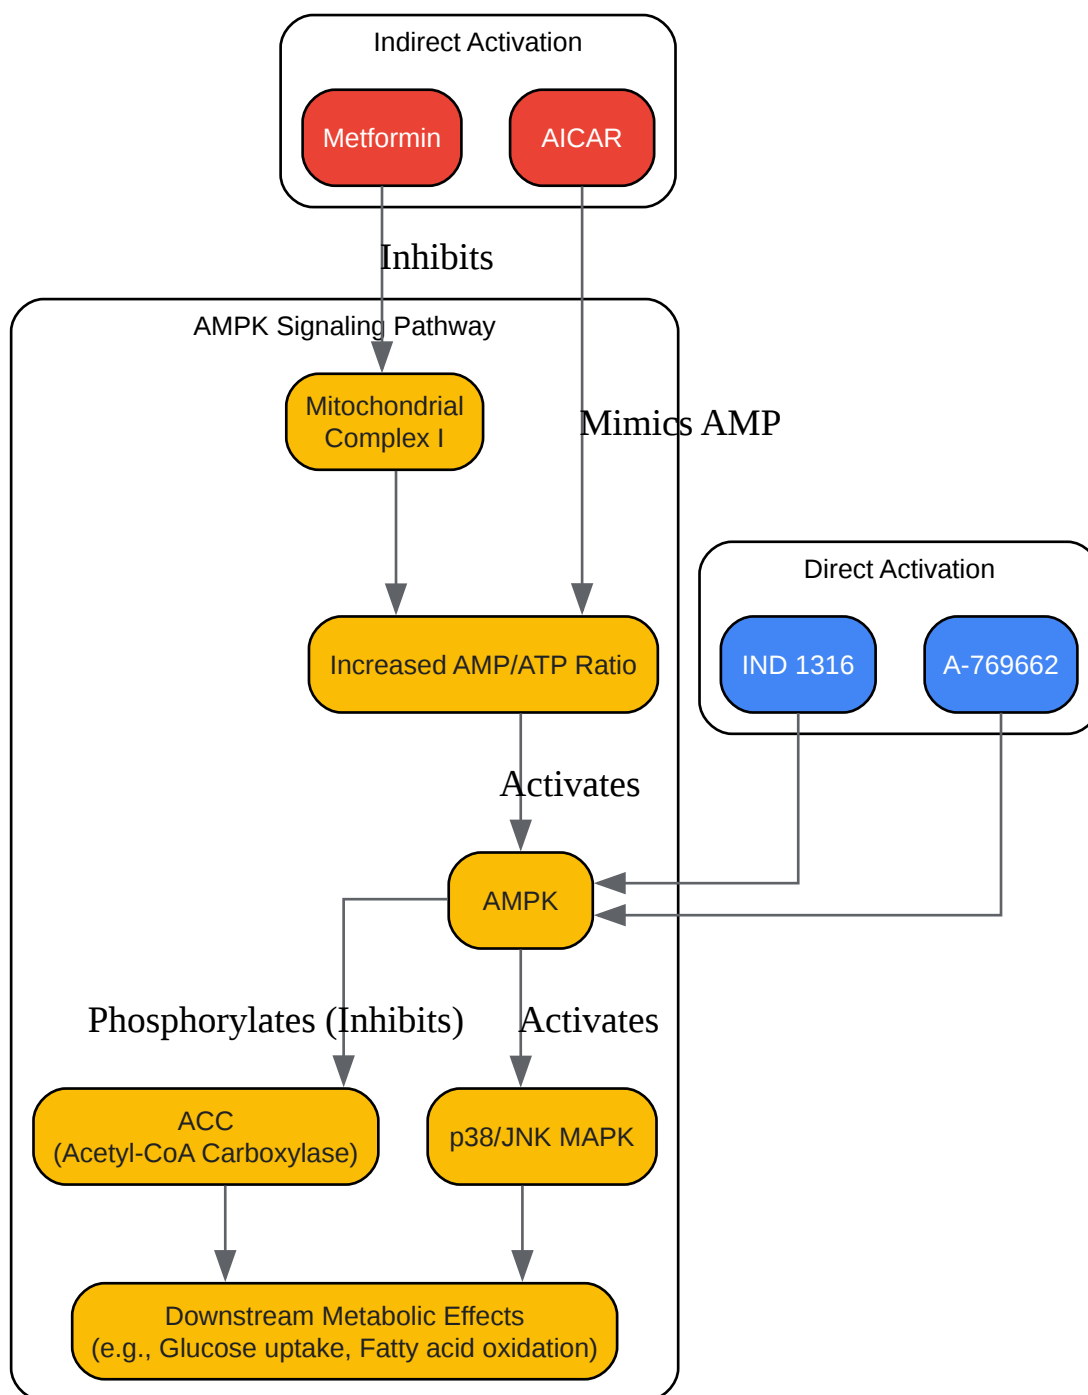 Indirect Activation
Metformin
AICAR
Inhibits
AMPK Signaling Pathway
Mitochondrial
Complex I
Mimics AMP
Direct Activation
Increased AMP/ATP Ratio
IND 1316
A-769662
Activates
AMPK
Phosphorylates (Inhibits)
Activates
ACC
(Acetyl-CoA Carboxylase)
p38/JNK MAPK
Downstream Metabolic Effects
(e.g., Glucose uptake, Fatty acid oxidation)